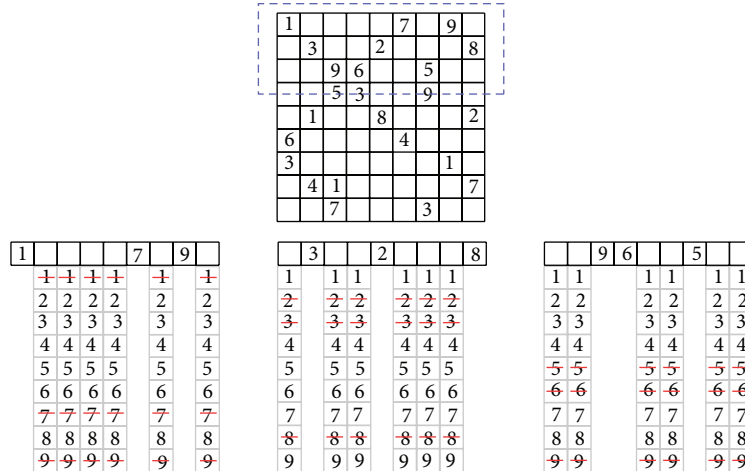 1 7 9
3 2 8
9 6 5
5 3 9
1 8 2
6 4
3 1
4 1 7
7 3
1 7 9 3 2 8 9 6 5
1 1 1 1 1 1 1 1 1 1 1 1 1 1 1 1 1 1
2 2 2 2 2 2 2 2 2 2 2 2 2 2 2 2 2 2
3 3 3 3 3 3 3 3 3 3 3 3 3 3 3 3 3 3
4 4 4 4 4 4 4 4 4 4 4 4 4 4 4 4 4 4
5 5 5 5 5 5 5 5 5 5 5 5 5 5 5 5 5 5
6 6 6 6 6 6 6 6 6 6 6 6 6 6 6 6 6 6
7 7 7 7 7 7 7 7 7 7 7 7 7 7 7 7 7 7
8 8 8 8 8 8 8 8 8 8 8 8 8 8 8 8 8 8
9 9 9 9 9 9 9 9 9 9 9 9 9 9 9 9 9 9